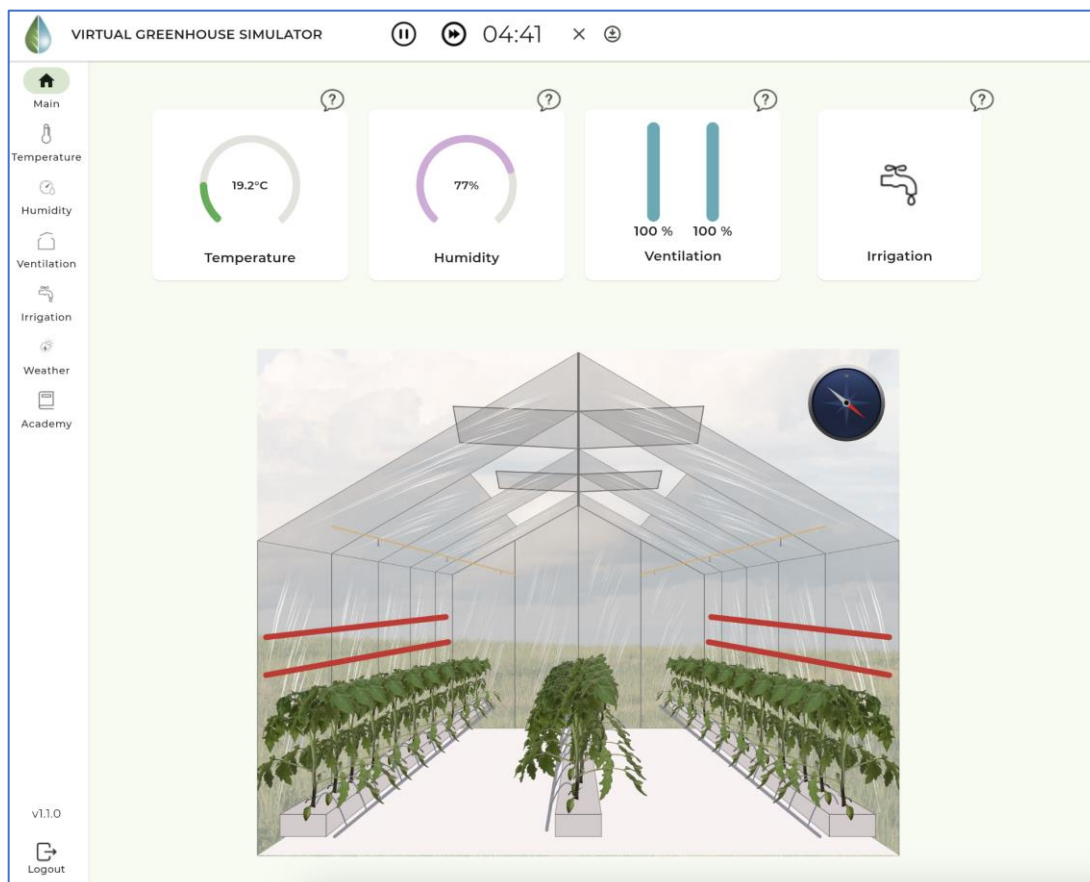 VIRTUAL GREENHOUSE SIMULATOR
04:41
Main
Temperature
Humidity
Ventilation
Irrigation
Weather
Academy
v1.1.0
Logout
?
?
?
?
19.2°C
Temperature
77%
Humidity
100 % 100 %
Ventilation
Irrigation